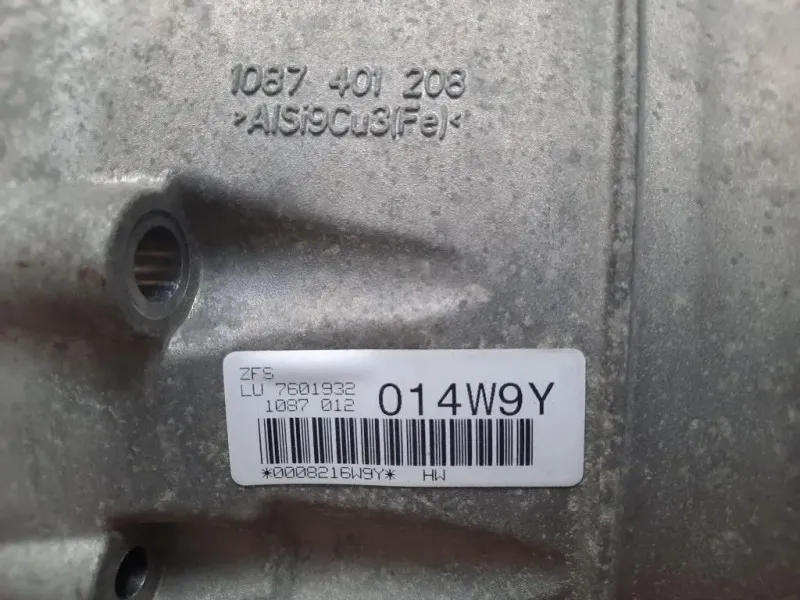 1087 401 208
>AlSi9Cu3(Fe)<
ZFS
LU 7601932
1087 012 014W9Y
*0008216W9Y* HW